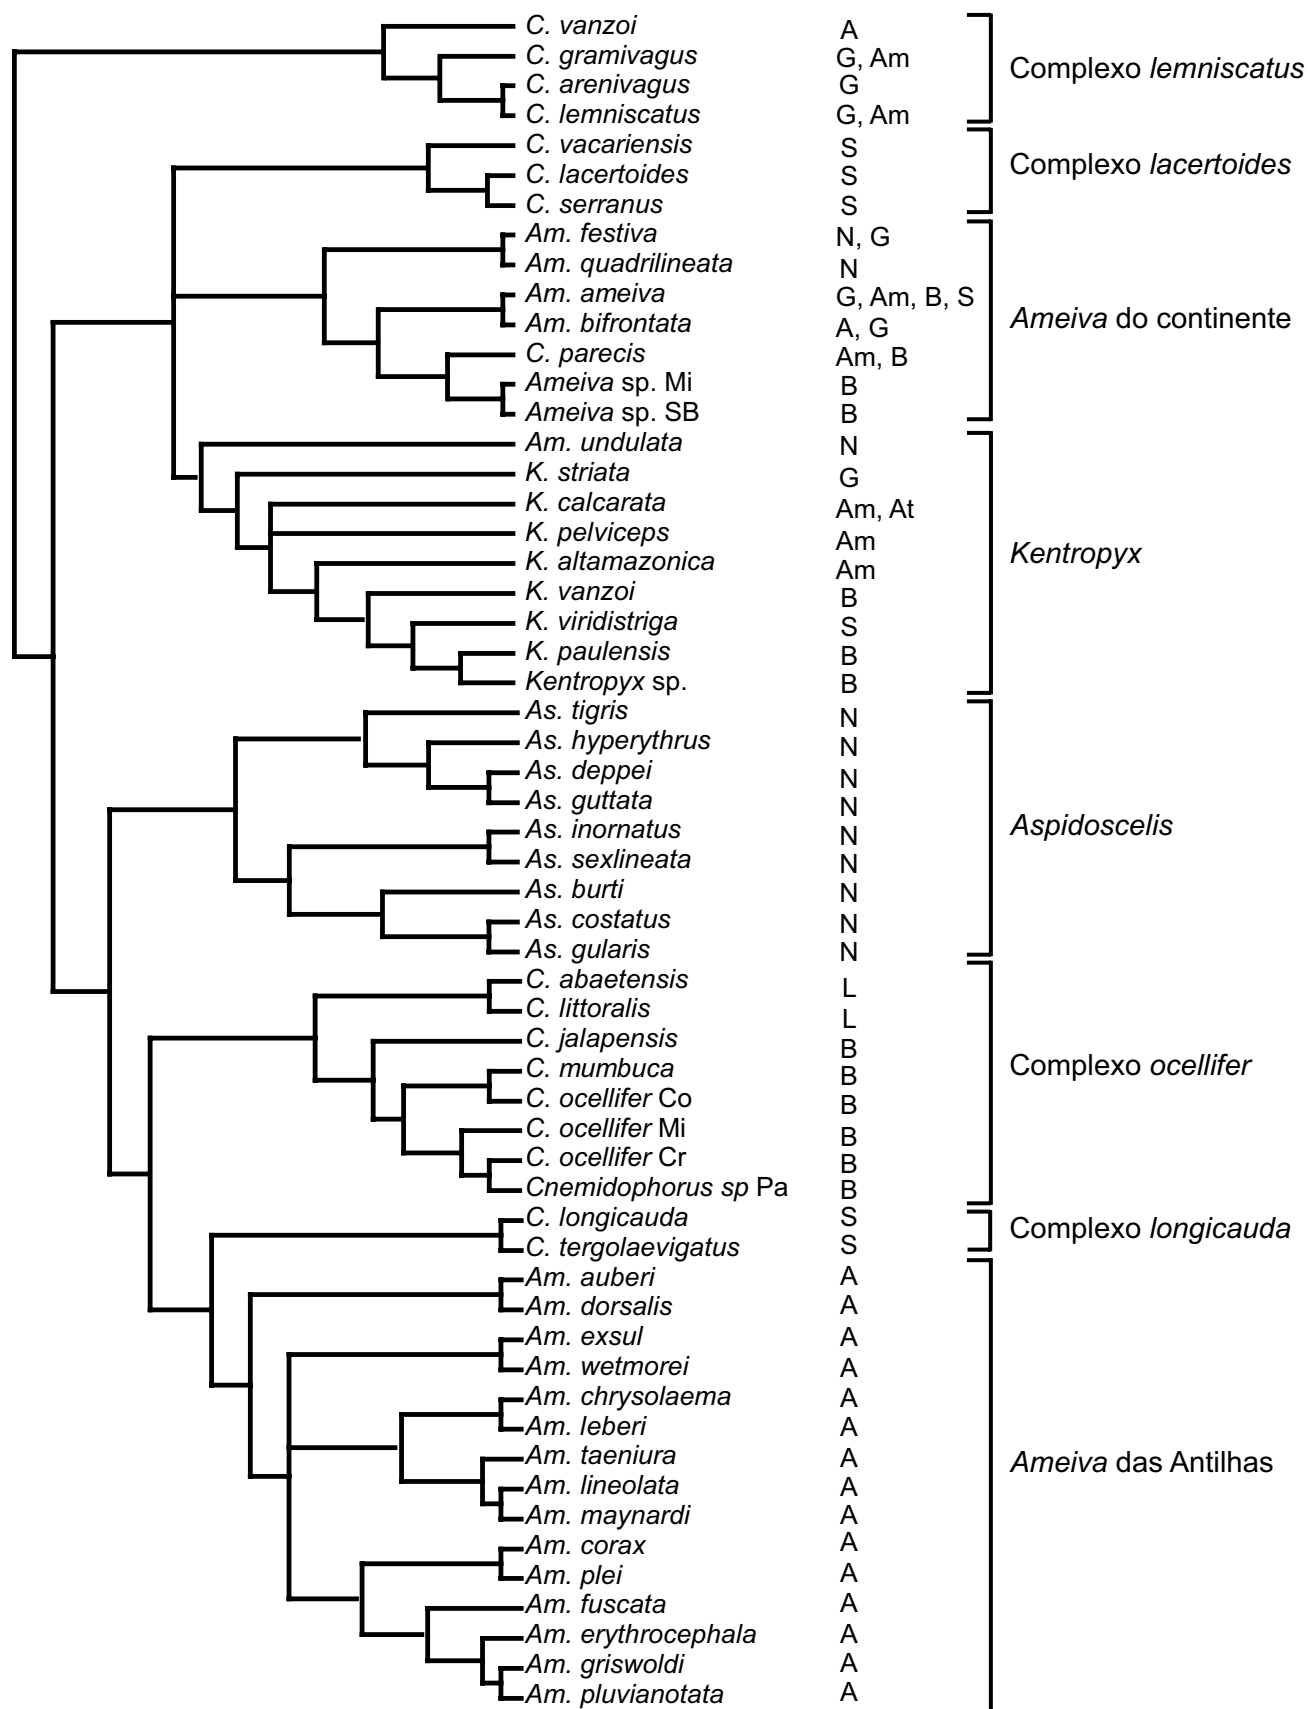 C. vanzoi A
C. gramivagus G, Am
Complexo lemniscatus
C. arenivagus G
C. lemniscatus G, Am
C. vacariensis S
Complexo lacertoides
C. lacertoides S
C. serranus S
Am. festiva N, G
Am. quadrilineata N
Am. ameiva G, Am, B, S
Ameiva do continente
Am. bifrontata A, G
C. parecis Am, B
Ameiva sp. Mi B
Ameiva sp. SB B
Am. undulata N
K. striata G
K. calcarata Am, At
K. pelviceps Am
Kentropyx
K. altamazonica Am
K. vanzoi B
K. viridistriga S
K. paulensis B
Kentropyx sp. B
As. tigris N
As. hyperythrus N
As. deppei N
As. guttata N
Aspidoscelis
As. inornatus N
As. sexlineata N
As. burti N
As. costatus N
As. gularis N
C. abaetensis L
C. littoralis L
C. jalapensis B
Complexo ocellifer
C. mumbuca B
C. ocellifer Co B
C. ocellifer Mi B
C. ocellifer Cr B
Cnemidophorus sp Pa B
C. longicauda S
Complexo longicauda
C. tergolaevigatus S
Am. auberi A
Am. dorsalis A
Am. exsul A
Am. wetmorei A
Am. chrysolaema A
Am. leberi A
Am. taeniura A
Ameiva das Antilhas
Am. lineolata A
Am. maynardi A
Am. corax A
Am. plei A
Am. fuscata A
Am. erythrocephala A
Am. griswoldi A
Am. pluvianotata A